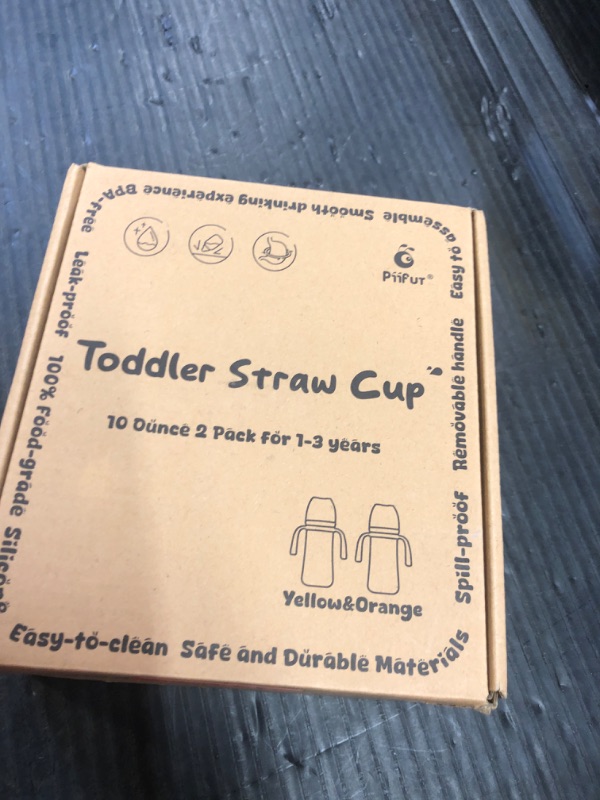 Easy to assemble Smooth drinking experience BPA-free
Piifur®
Toddler Straw Cup
10 Ounce 2 Pack for 1-3 years
Leak-proof 100% Food-grade Silicone
Spill-proof Removable handle
Yellow&Orange
Easy-to-clean Safe and Durable Materials